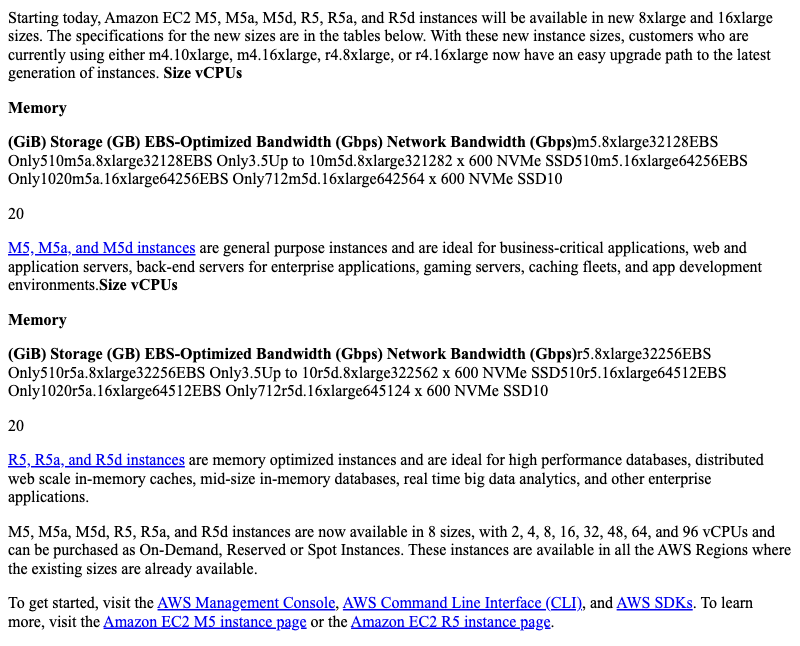 Starting today, Amazon EC2 M5, M5a, M5d, R5, R5a, and R5d instances will be available in new 8xlarge and 16xlarge
sizes. The specifications for the new sizes are in the tables below. With these new instance sizes, customers who are
currently using either m4.10xlarge, m4.16xlarge, r4.8xlarge, or r4.16xlarge now have an easy upgrade path to the latest
generation of instances. Size vCPUs
Memory
(GiB) Storage (GB) EBS-Optimized Bandwidth (Gbps) Network Bandwidth (Gbps)m5.8xlarge32128EBS
Only510m5a.8xlarge32128EBS Only3.5Up to 10m5d.8xlarge321282 x 600 NVMe SSD510m5.16xlarge64256EBS
Only1020m5a.16xlarge64256EBS Only712m5d.16xlarge642564 x 600 NVMe SSD10
20
M5, M5a, and M5d instances are general purpose instances and are ideal for business-critical applications, web and
application servers, back-end servers for enterprise applications, gaming servers, caching fleets, and app development
environments.Size vCPUs
Memory
(GiB) Storage (GB) EBS-Optimized Bandwidth (Gbps) Network Bandwidth (Gbps)r5.8xlarge32256EBS
Only510r5a.8xlarge32256EBS Only3.5Up to 10r5d.8xlarge322562 x 600 NVMe SSD510r5.16xlarge64512EBS
Only1020r5a.16xlarge64512EBS Only712r5d.16xlarge645124 x 600 NVMe SSD10
20
R5, R5a, and R5d instances are memory optimized instances and are ideal for high performance databases, distributed
web scale in-memory caches, mid-size in-memory databases, real time big data analytics, and other enterprise
applications.
M5, M5a, M5d, R5, R5a, and R5d instances are now available in 8 sizes, with 2, 4, 8, 16, 32, 48, 64, and 96 vCPUs and
can be purchased as On-Demand, Reserved or Spot Instances. These instances are available in all the AWS Regions where
the existing sizes are already available.
To get started, visit the AWS Management Console, AWS Command Line Interface (CLI), and AWS SDKs. To learn
more, visit the Amazon EC2 M5 instance page or the Amazon EC2 R5 instance page.